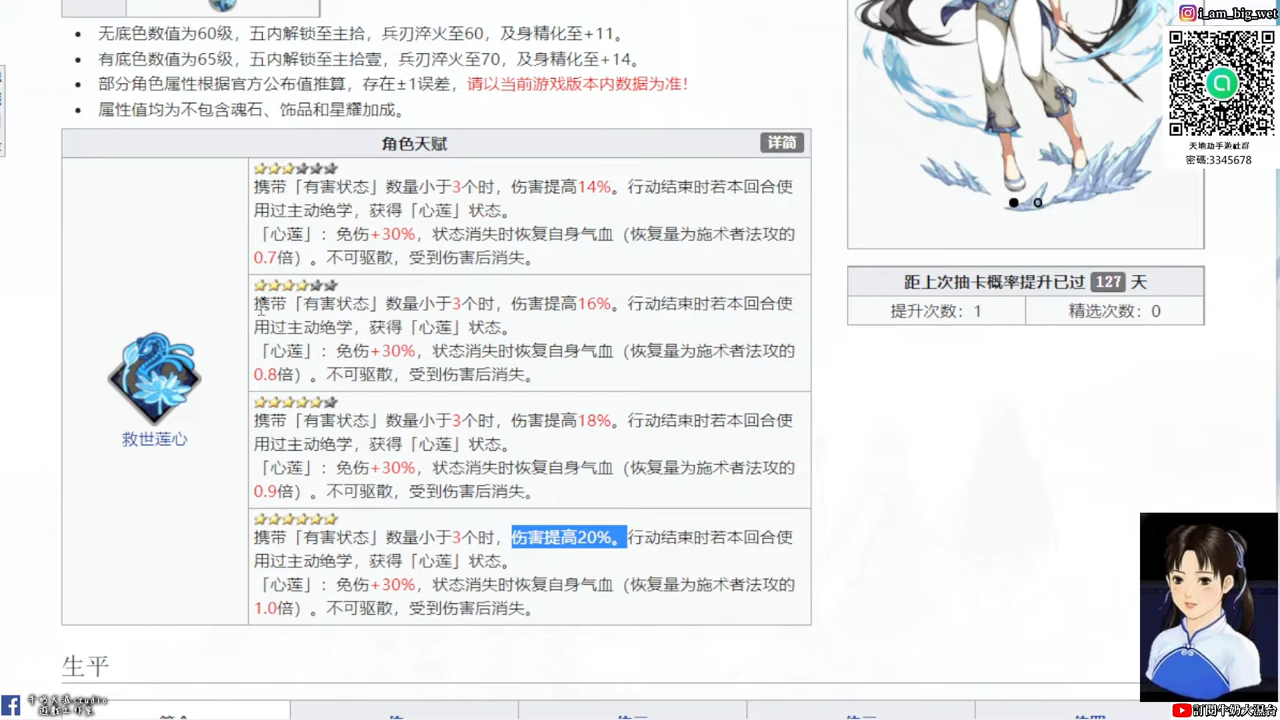 无底色数值为60级，五内解锁至主拾，兵刃淬火至60，及身精化至+11。
有底色数值为65级，五内解锁至主拾壹，兵刃淬火至70，及身精化至+14。
部分角色属性根据官方公布值推算，存在±1误差，请以当前游戏版本内数据为准！
属性值均为不包含魂石、饰品和星耀加成。
角色天赋
详简
携带「有害状态」数量小于3个时，伤害提高14%。行动结束时若本回合使
用过主动绝学，获得「心莲」状态。
「心莲」：免伤+30%，状态消失时恢复自身气血（恢复量为施术者法攻的
0.7倍）。不可驱散，受到伤害后消失。
携带「有害状态」数量小于3个时，伤害提高16%。行动结束时若本回合使
用过主动绝学，获得「心莲」状态。
「心莲」：免伤+30%，状态消失时恢复自身气血（恢复量为施术者法攻的
0.8倍）。不可驱散，受到伤害后消失。
救世莲心
携带「有害状态」数量小于3个时，伤害提高18%。行动结束时若本回合使
用过主动绝学，获得「心莲」状态。
「心莲」：免伤+30%，状态消失时恢复自身气血（恢复量为施术者法攻的
0.9倍）。不可驱散，受到伤害后消失。
携带「有害状态」数量小于3个时，伤害提高20%。行动结束时若本回合使
用过主动绝学，获得「心莲」状态。
「心莲」：免伤+30%，状态消失时恢复自身气血（恢复量为施术者法攻的
1.0倍）。不可驱散，受到伤害后消失。
生平
距上次抽卡概率提升已过 127 天
提升次数：1
精选次数：0
i_am_big_wet
天地劫手游社群
密碼:3345678
牛奶大混studio
遊戲工作室
訂閱牛奶大混台